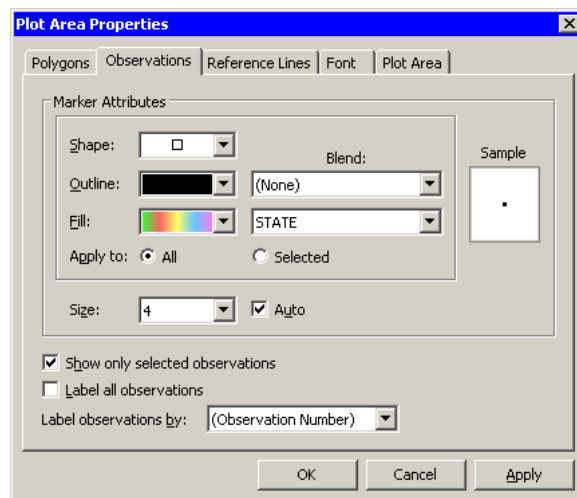 Plot Area Properties
Polygons Observations Reference Lines Font Plot Area
Marker Attributes
Shape:
Blend:
Sample
Outline: (None)
Fill: STATE
Apply to: All Selected
Size: 4 Auto
Show only selected observations
Label all observations
Label observations by: (Observation Number)
OK Cancel Apply